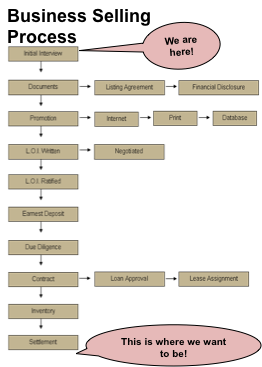 Business Selling
Process
We are
here!
Initial Interview
Documents
Listing Agreement
Financial Disclosure
Promotion
Internet
Print
Database
L.O.I. Written
Negotiated
L.O.I. Ratified
Earnest Deposit
Due Diligence
Contract
Loan Approval
Lease Assignment
Inventory
Settlement
This is where we want
to be!